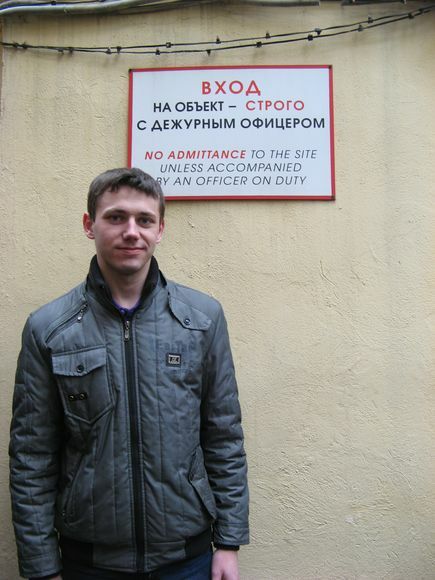 ВХОД
НА ОБЪЕКТ – СТРОГО
С ДЕЖУРНЫМ ОФИЦЕРОМ
NO ADMITTANCE TO THE SITE
UNLESS ACCOMPANIED
BY AN OFFICER ON DUTY